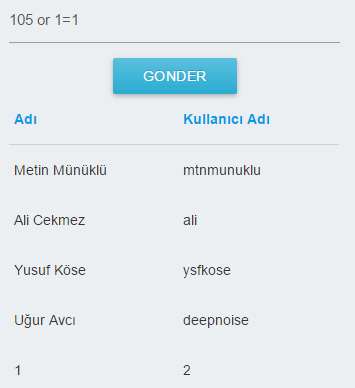 105 or 1=1
GONDER
Adı Kullanıcı Adı
Metin Münüklü mtnmunuklu
Ali Cekmez ali
Yusuf Köse ysfkose
Uğur Avcı deepnoise
1 2